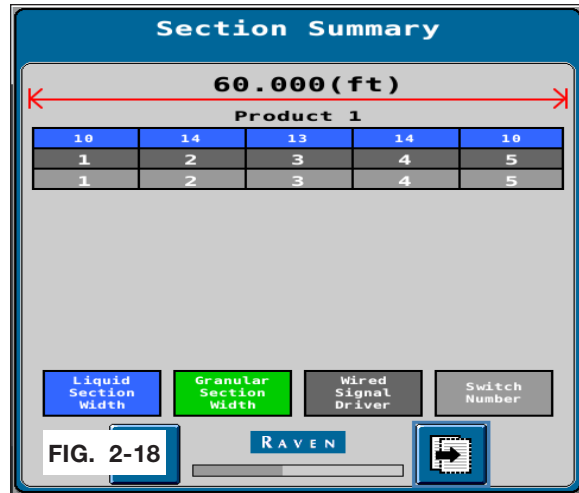 Section Summary
60.000(ft)
Product 1
10 14 13 14 10
1 2 3 4 5
1 2 3 4 5
Liquid Section Width
Granular Section Width
Wired Signal Driver
Switch Number
FIG. 2-18
RAVEN